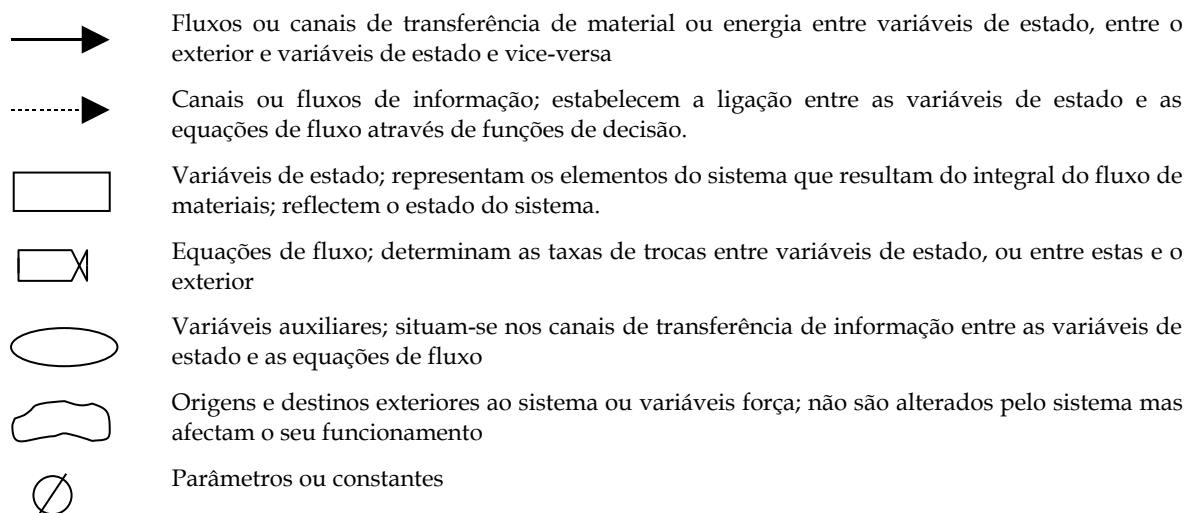 Fluxos ou canais de transferência de material ou energia entre variáveis de estado, entre o
exterior e variáveis de estado e vice-versa
Canais ou fluxos de informação; estabelecem a ligação entre as variáveis de estado e as
equações de fluxo através de funções de decisão.
Variáveis de estado; representam os elementos do sistema que resultam do integral do fluxo de
materiais; reflectem o estado do sistema.
Equações de fluxo; determinam as taxas de trocas entre variáveis de estado, ou entre estas e o
exterior
Variáveis auxiliares; situam-se nos canais de transferência de informação entre as variáveis de
estado e as equações de fluxo
Origens e destinos exteriores ao sistema ou variáveis força; não são alterados pelo sistema mas
afectam o seu funcionamento
Parâmetros ou constantes